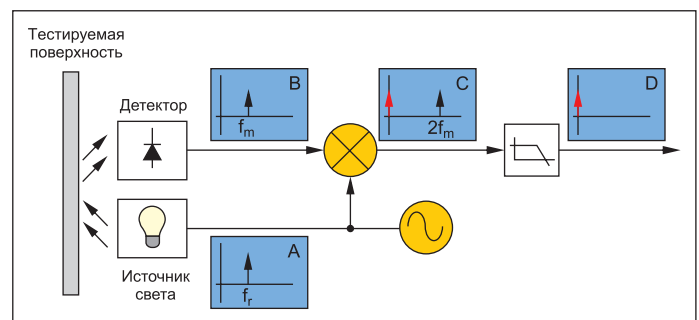 Тестируемая
поверхность
Детектор
B
fm
C
2fm
D
Источник
света
A
fr